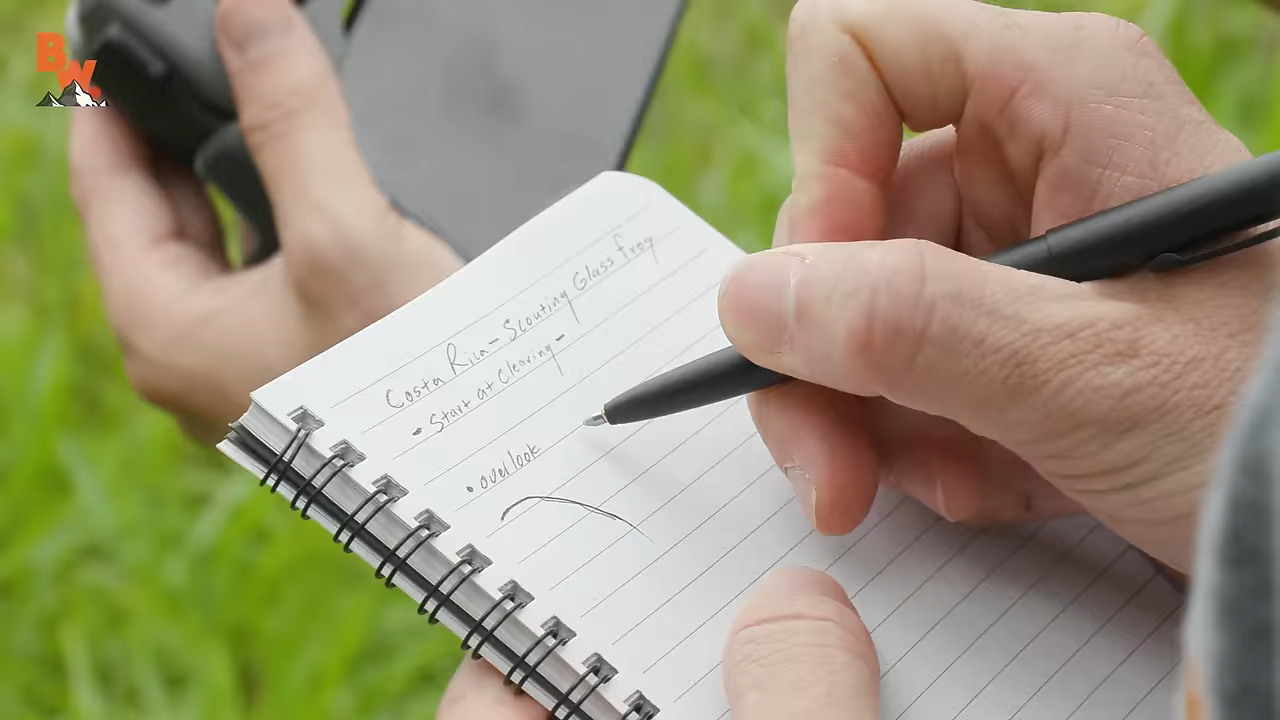 BW
Costa Rica - Scouting Glass frog
- Start at Clearing -
• overlook